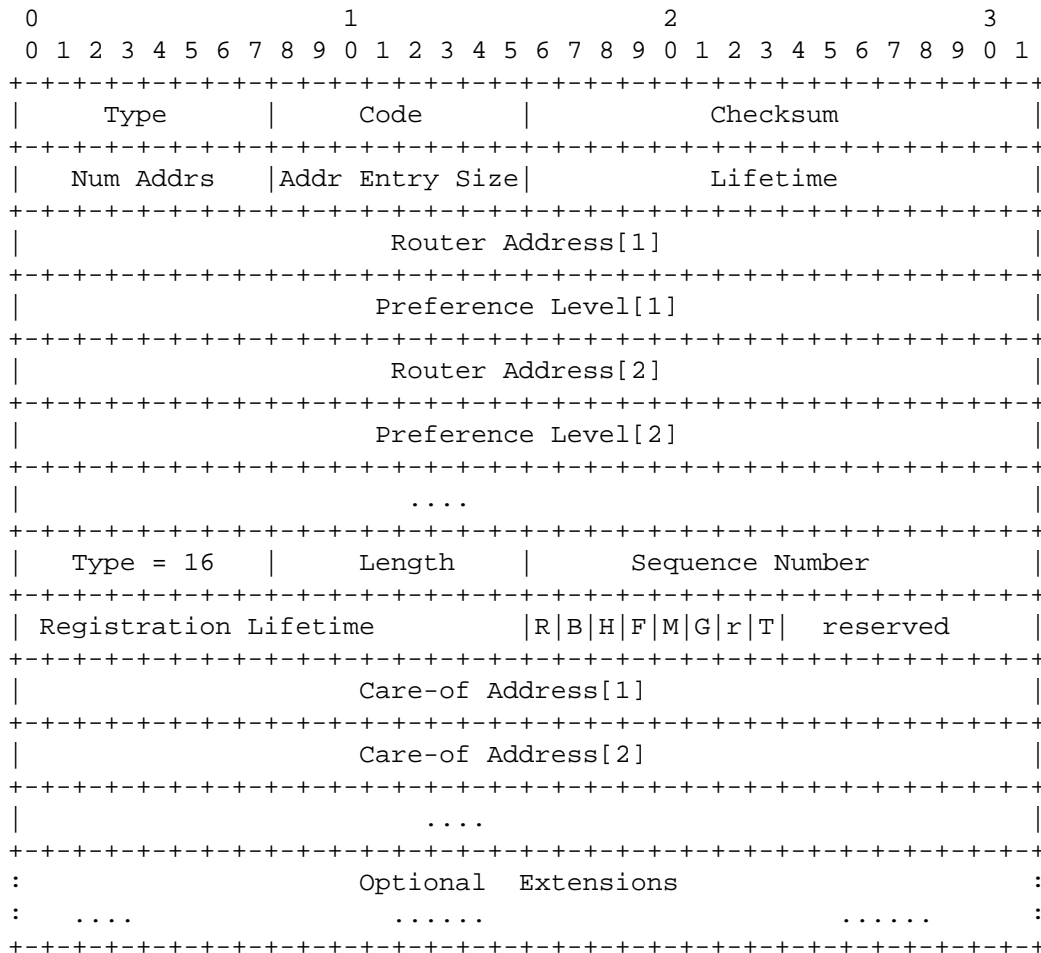 0                   1                   2                   3
 0 1 2 3 4 5 6 7 8 9 0 1 2 3 4 5 6 7 8 9 0 1 2 3 4 5 6 7 8 9 0 1
+-+-+-+-+-+-+-+-+-+-+-+-+-+-+-+-+-+-+-+-+-+-+-+-+-+-+-+-+-+-+-+-+
|     Type      |     Code      |           Checksum            |
+-+-+-+-+-+-+-+-+-+-+-+-+-+-+-+-+-+-+-+-+-+-+-+-+-+-+-+-+-+-+-+-+
|   Num Addrs   |Addr Entry Size|           Lifetime            |
+-+-+-+-+-+-+-+-+-+-+-+-+-+-+-+-+-+-+-+-+-+-+-+-+-+-+-+-+-+-+-+-+
|                       Router Address[1]                       |
+-+-+-+-+-+-+-+-+-+-+-+-+-+-+-+-+-+-+-+-+-+-+-+-+-+-+-+-+-+-+-+-+
|                      Preference Level[1]                      |
+-+-+-+-+-+-+-+-+-+-+-+-+-+-+-+-+-+-+-+-+-+-+-+-+-+-+-+-+-+-+-+-+
|                       Router Address[2]                       |
+-+-+-+-+-+-+-+-+-+-+-+-+-+-+-+-+-+-+-+-+-+-+-+-+-+-+-+-+-+-+-+-+
|                      Preference Level[2]                      |
+-+-+-+-+-+-+-+-+-+-+-+-+-+-+-+-+-+-+-+-+-+-+-+-+-+-+-+-+-+-+-+-+
|                        ....                                   |
+-+-+-+-+-+-+-+-+-+-+-+-+-+-+-+-+-+-+-+-+-+-+-+-+-+-+-+-+-+-+-+-+
|   Type = 16   |     Length    |      Sequence Number          |
+-+-+-+-+-+-+-+-+-+-+-+-+-+-+-+-+-+-+-+-+-+-+-+-+-+-+-+-+-+-+-+-+
| Registration Lifetime         |R|B|H|F|M|G|r|T|  reserved     |
+-+-+-+-+-+-+-+-+-+-+-+-+-+-+-+-+-+-+-+-+-+-+-+-+-+-+-+-+-+-+-+-+
|                     Care-of Address[1]                        |
+-+-+-+-+-+-+-+-+-+-+-+-+-+-+-+-+-+-+-+-+-+-+-+-+-+-+-+-+-+-+-+-+
|                     Care-of Address[2]                        |
+-+-+-+-+-+-+-+-+-+-+-+-+-+-+-+-+-+-+-+-+-+-+-+-+-+-+-+-+-+-+-+-+
|                         ....                                  |
+-+-+-+-+-+-+-+-+-+-+-+-+-+-+-+-+-+-+-+-+-+-+-+-+-+-+-+-+-+-+-+-+
:                     Optional  Extensions                      :
:   ....                ......                      ......      :
+-+-+-+-+-+-+-+-+-+-+-+-+-+-+-+-+-+-+-+-+-+-+-+-+-+-+-+-+-+-+-+-+